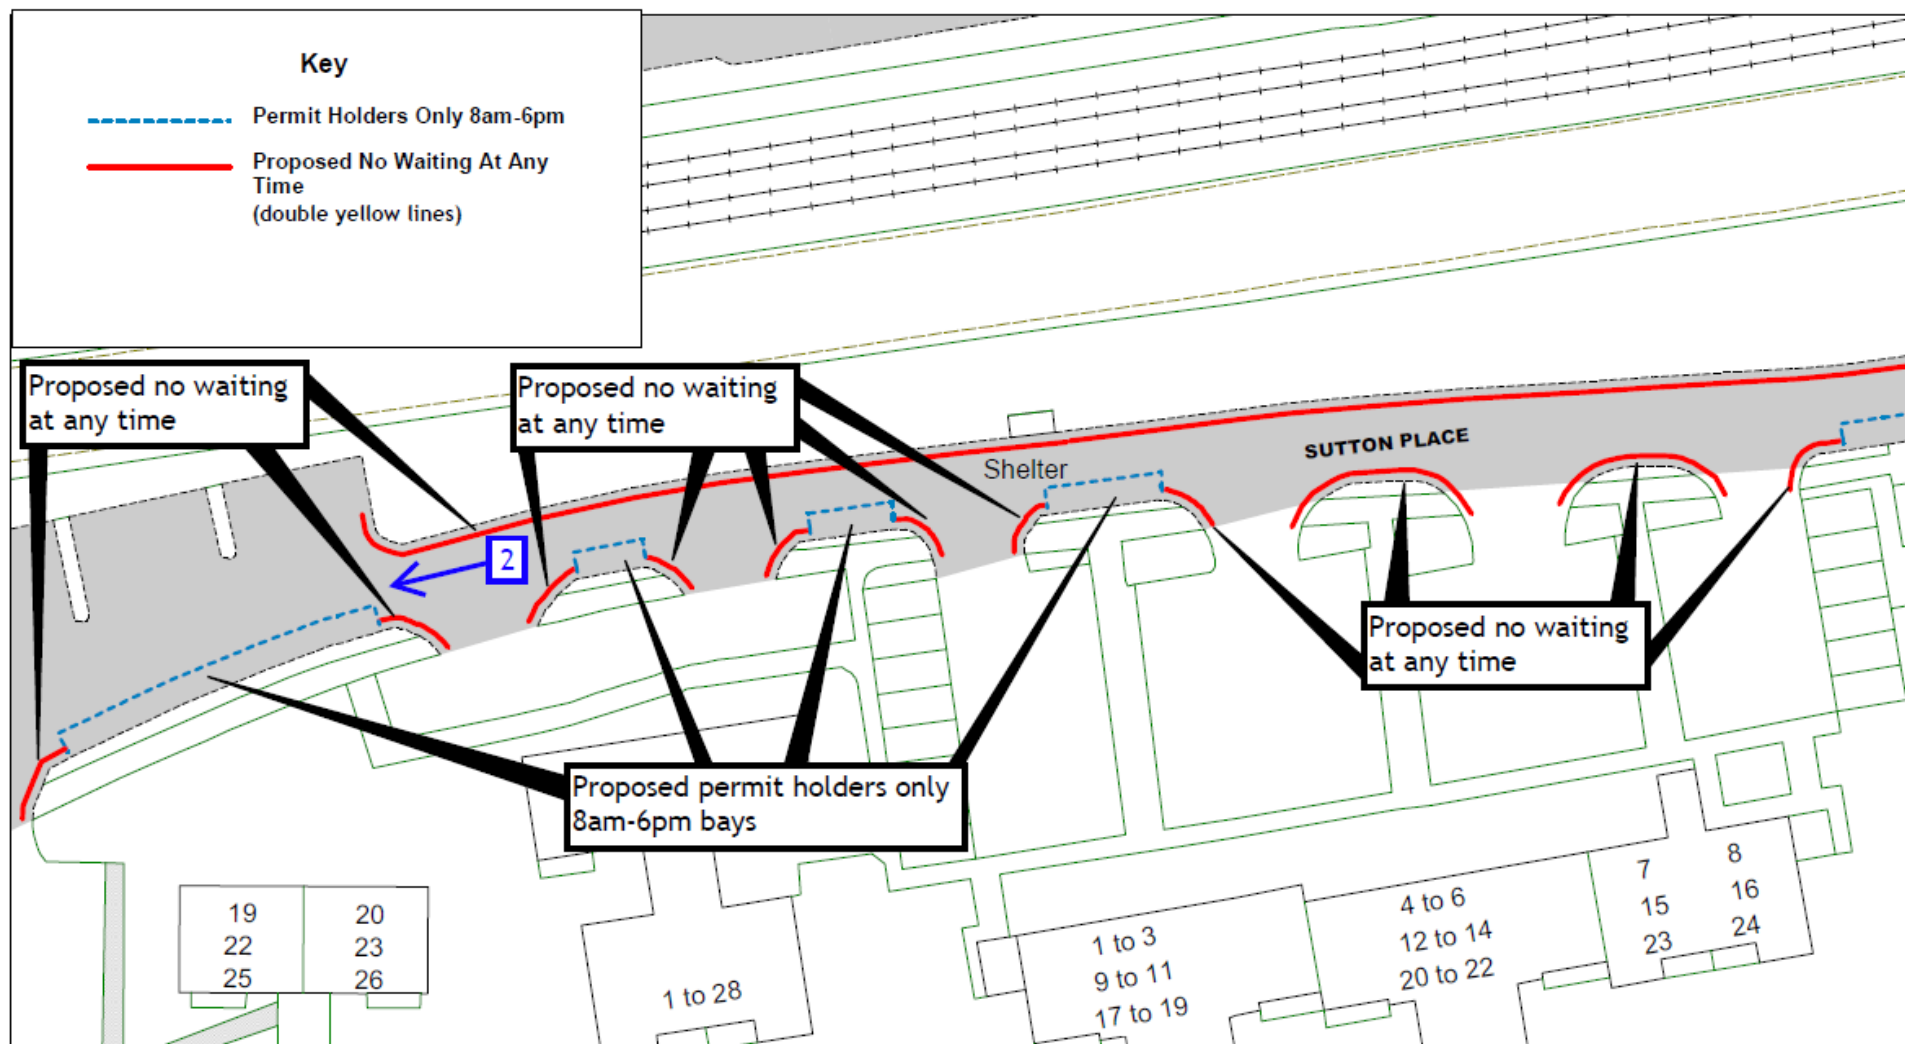 Key
Permit Holders Only 8am-6pm
Proposed No Waiting At Any
Time
(double yellow lines)
Proposed no waiting
at any time
Proposed no waiting
at any time
SUTTON PLACE
Shelter
2
Proposed no waiting
at any time
Proposed permit holders only
8am-6pm bays
19
22
25
20
23
26
1 to 28
1 to 3
9 to 11
17 to 19
4 to 6
12 to 14
20 to 22
7
15
23
8
16
24